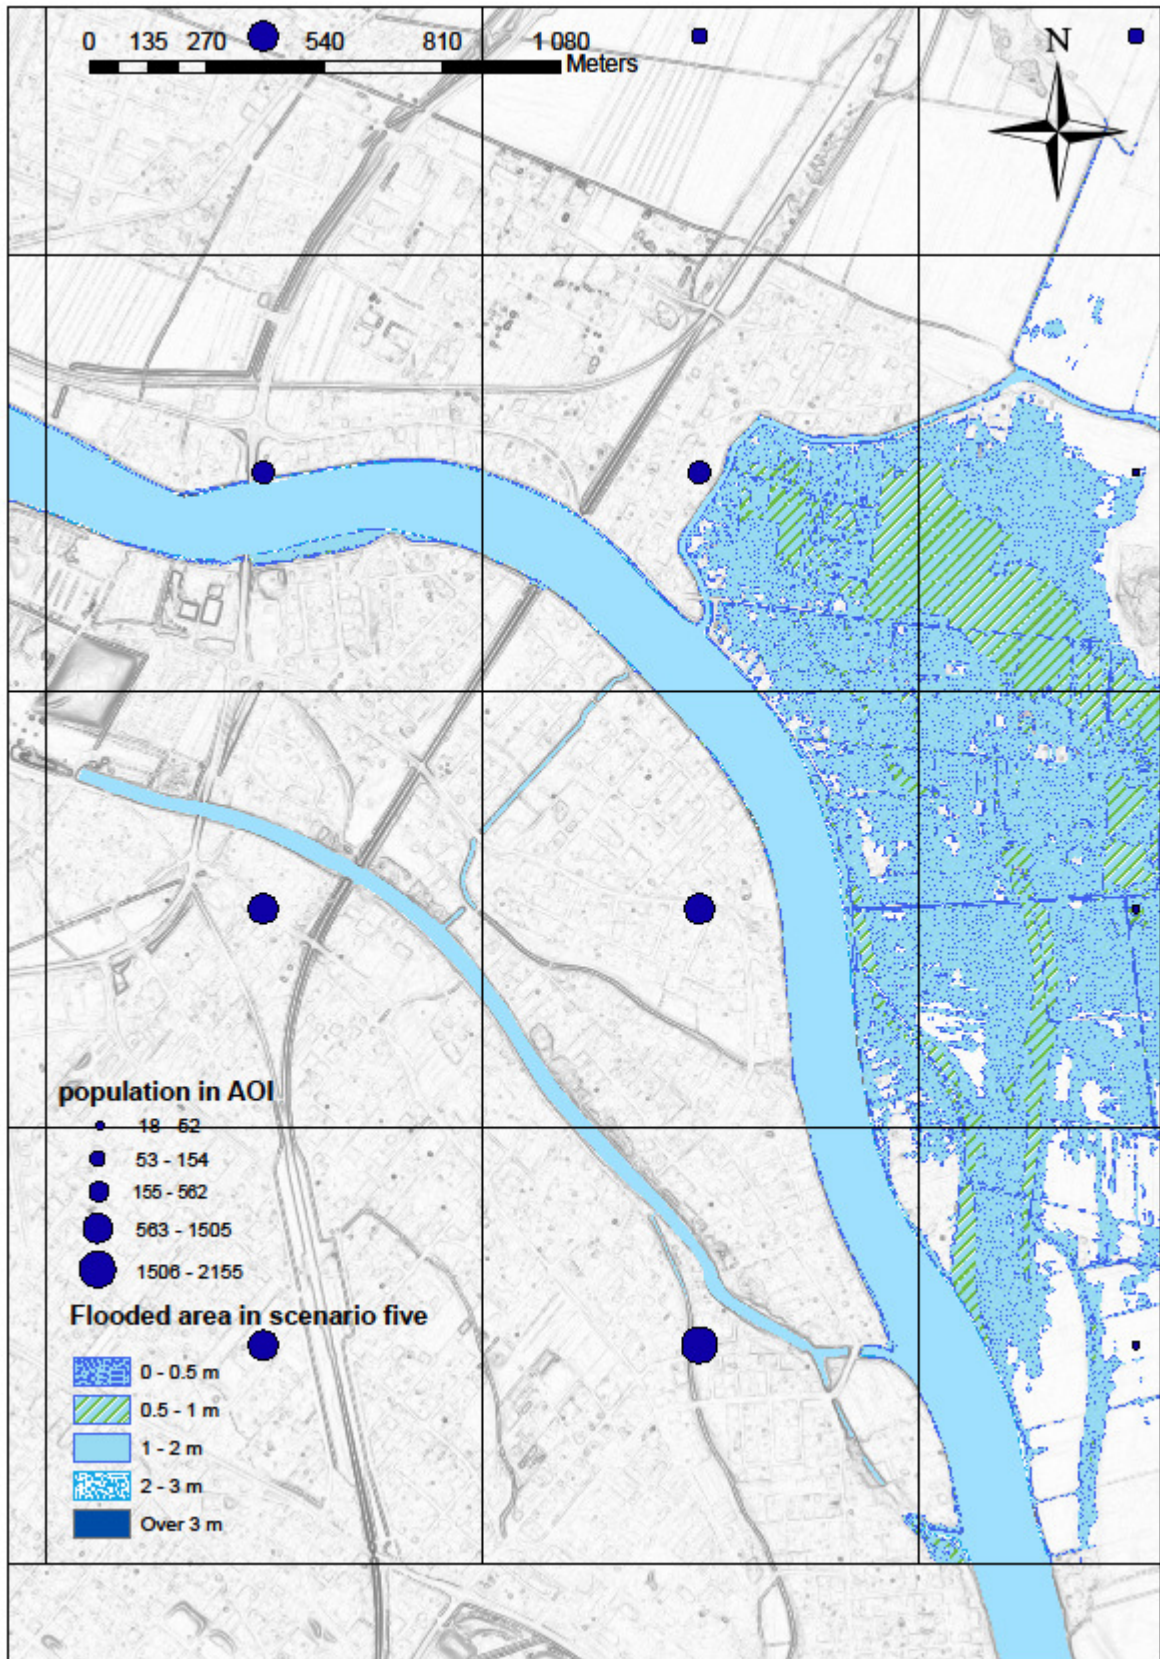 0 135 270 540 810 1 080
Meters
N
population in AOI
18 - 52
53 - 154
155 - 562
563 - 1505
1506 - 2155
Flooded area in scenario five
0 - 0.5 m
0.5 - 1 m
1 - 2 m
2 - 3 m
Over 3 m